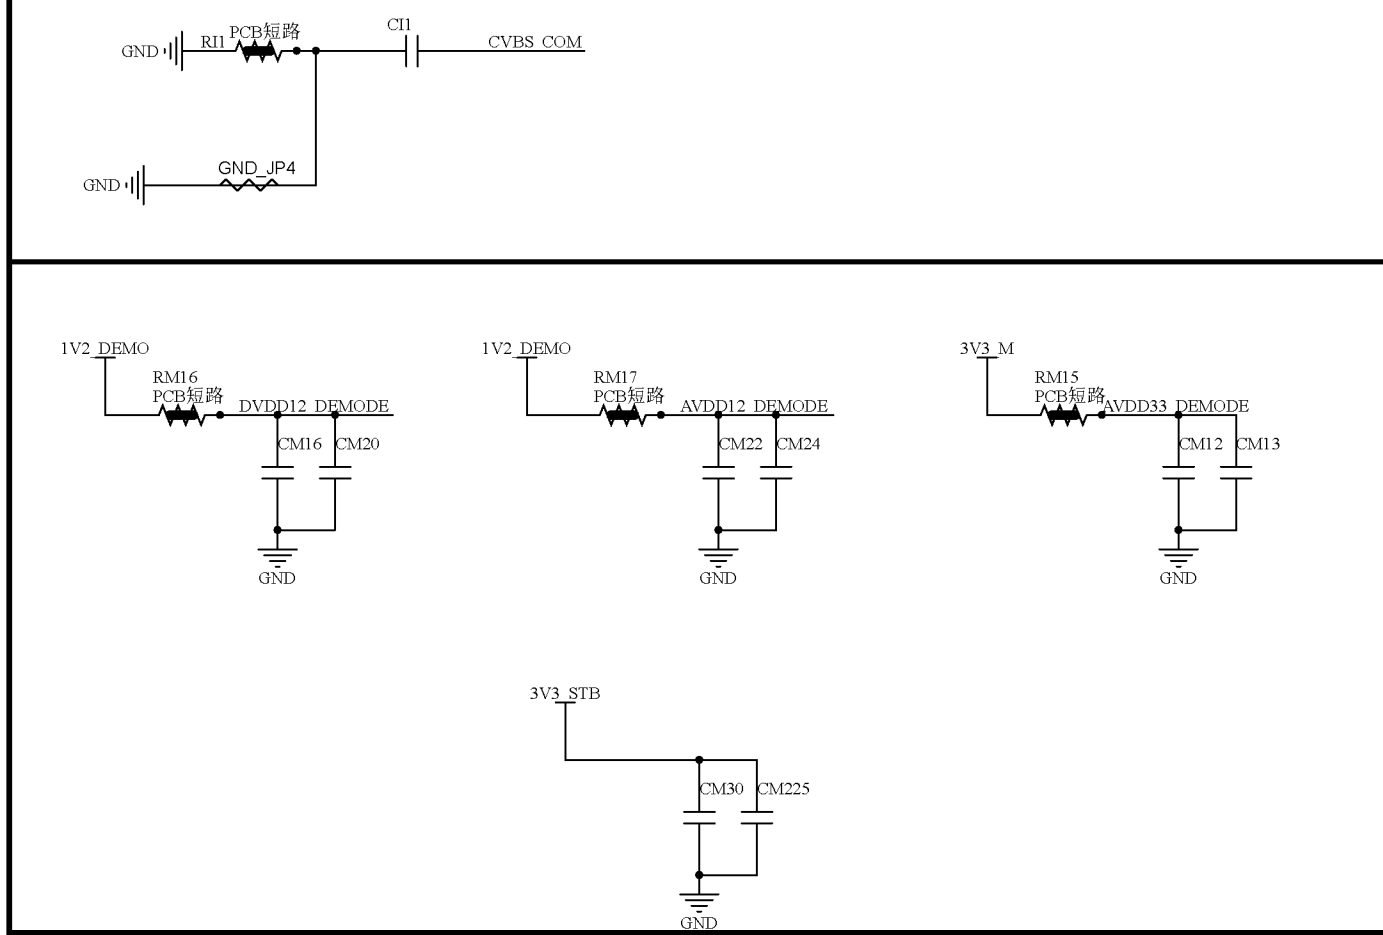 PCB短路
CI1
GND
RI1
CVBS_COM
GND_JP4
GND
1V2_DEMO
1V2_DEMO
3V3_M
RM16
PCB短路
DVDD12_DEMODE
RM17
PCB短路
AVDD12_DEMODE
RM15
PCB短路
AVDD33_DEMODE
CM16
CM20
CM22
CM24
CM12
CM13
GND
GND
GND
3V3_STB
CM30
CM225
GND